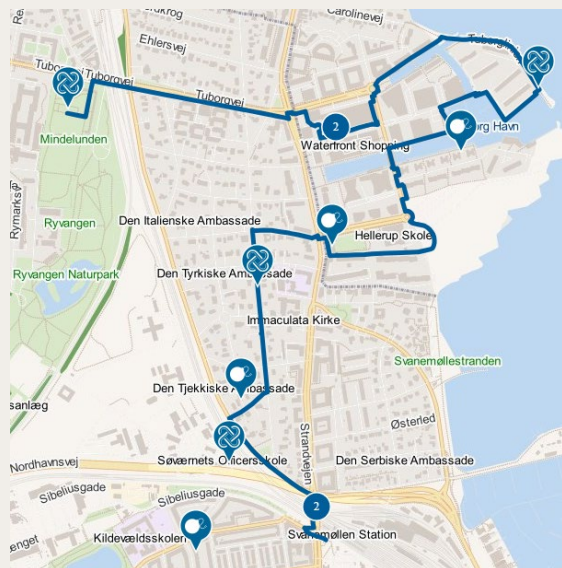 Carolinevej
Ehlersvej
Tuborgvej Tuborgvej
Tuborgvej
2
Waterfront Shopping
Mindelunden
Den Italienske Ambassade
Hellerup Skole
Ryvangen
Den Tyrkiske Ambassade
Ryvangen Naturpark
Immaculata Kirke
Svanemøllestranden
Den Tjekkiske Ambassade
sanlæg
Østerled
Strandvejen
Nordhavnsvej
Søværnets Officersskole
Den Serbiske Ambassade
Sibeliusgade
Sibeliusgade
2
Svanemøllen Station
Kildevældsskolen